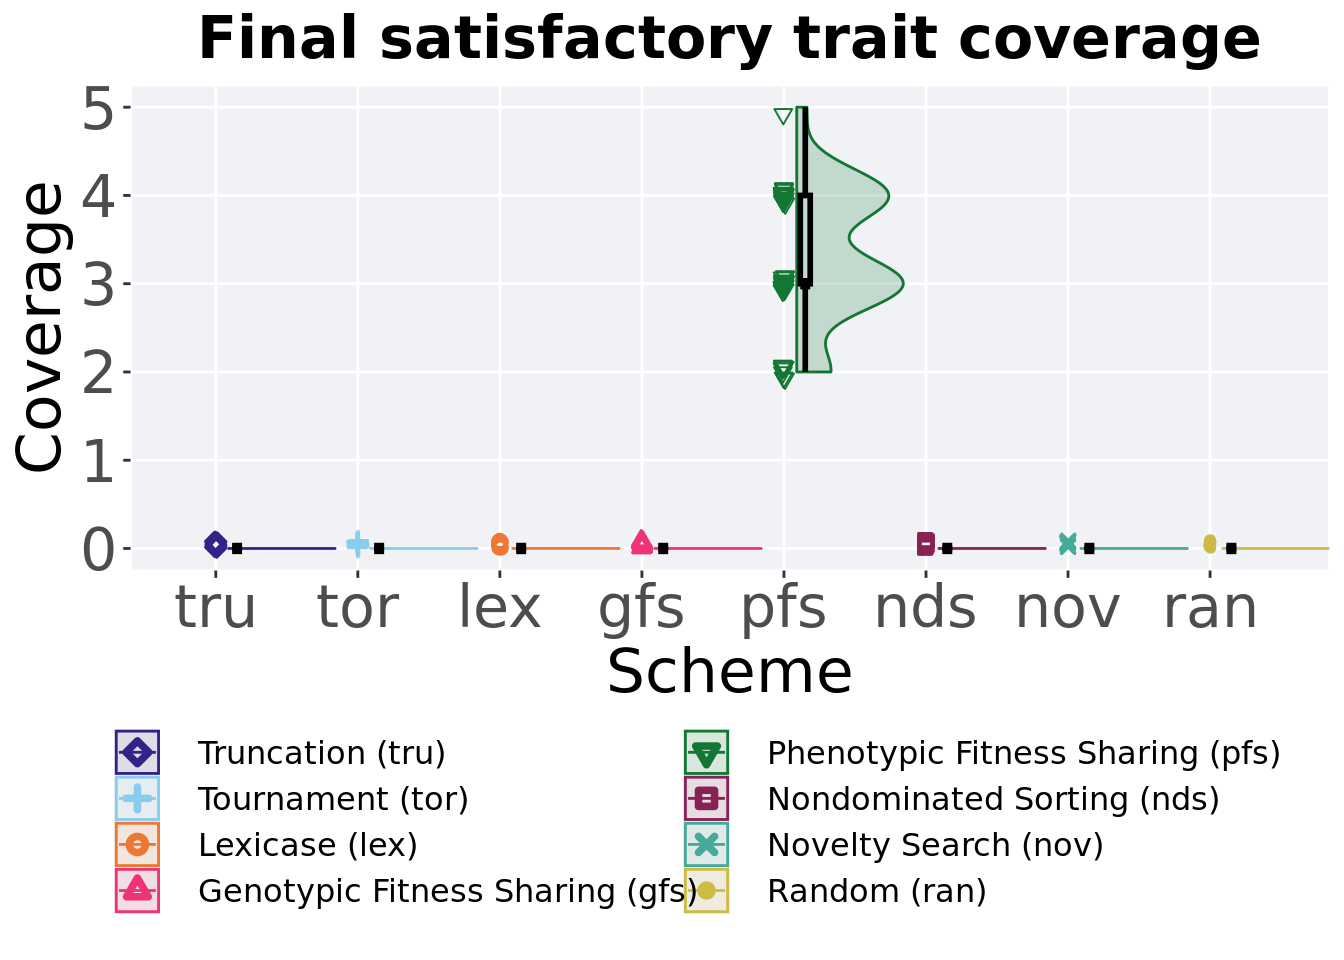 Final satisfactory trait coverage
5
4
3
2
1
0
Coverage
tru tor lex gfs pfs nds nov ran
Scheme
Truncation (tru)
Tournament (tor)
Lexicase (lex)
Genotypic Fitness Sharing (gfs)
Phenotypic Fitness Sharing (pfs)
Nondominated Sorting (nds)
Novelty Search (nov)
Random (ran)